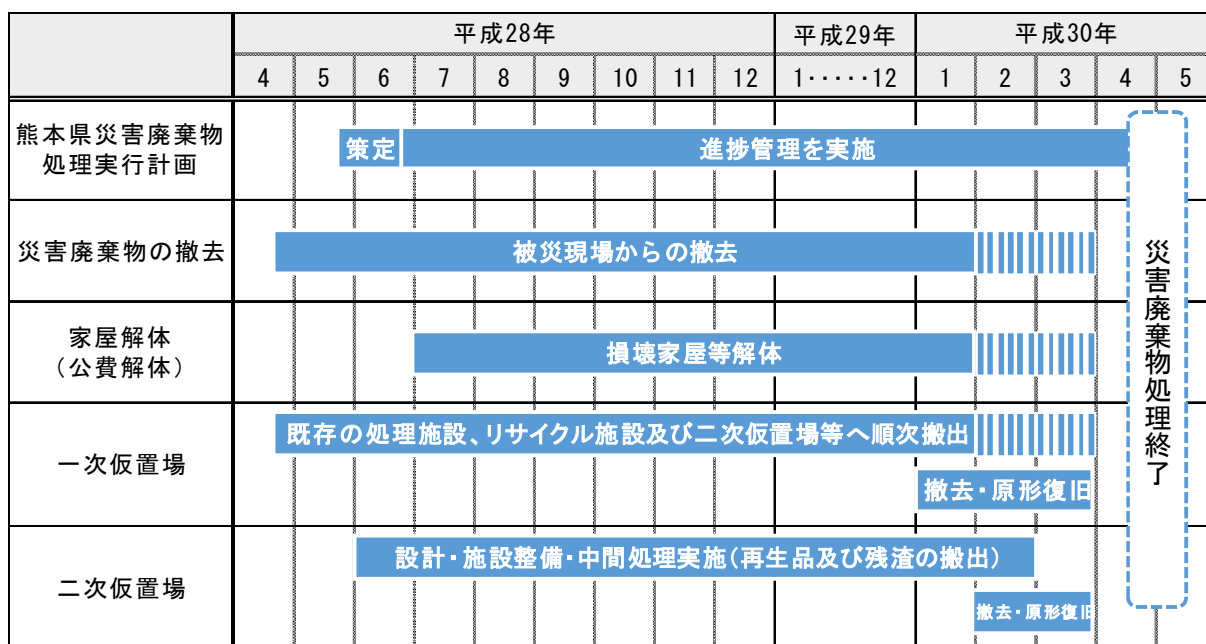 平成28年 平成29年 平成30年
4 5 6 7 8 9 10 11 12 1・・・・・12 1 2 3 4 5
熊本県災害廃棄物
処理実行計画
策定 進捗管理を実施
災害廃棄物の撤去
被災現場からの撤去
家屋解体
（公費解体）
損壊家屋等解体
一次仮置場
既存の処理施設、リサイクル施設及び二次仮置場等へ順次搬出
撤去・原形復旧
二次仮置場
設計・施設整備・中間処理実施（再生品及び残渣の搬出）
撤去・原形復旧
災害廃棄物処理終了